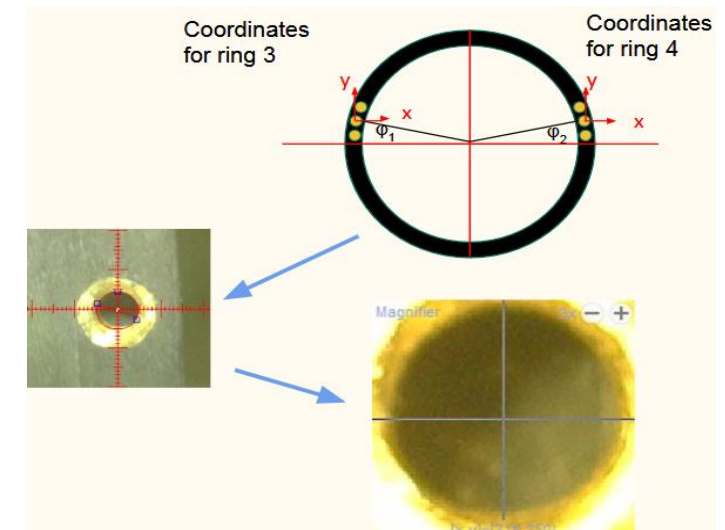 Coordinates
for ring 3
Coordinates
for ring 4
y
x
φ1
y
x
φ2
Magnifier